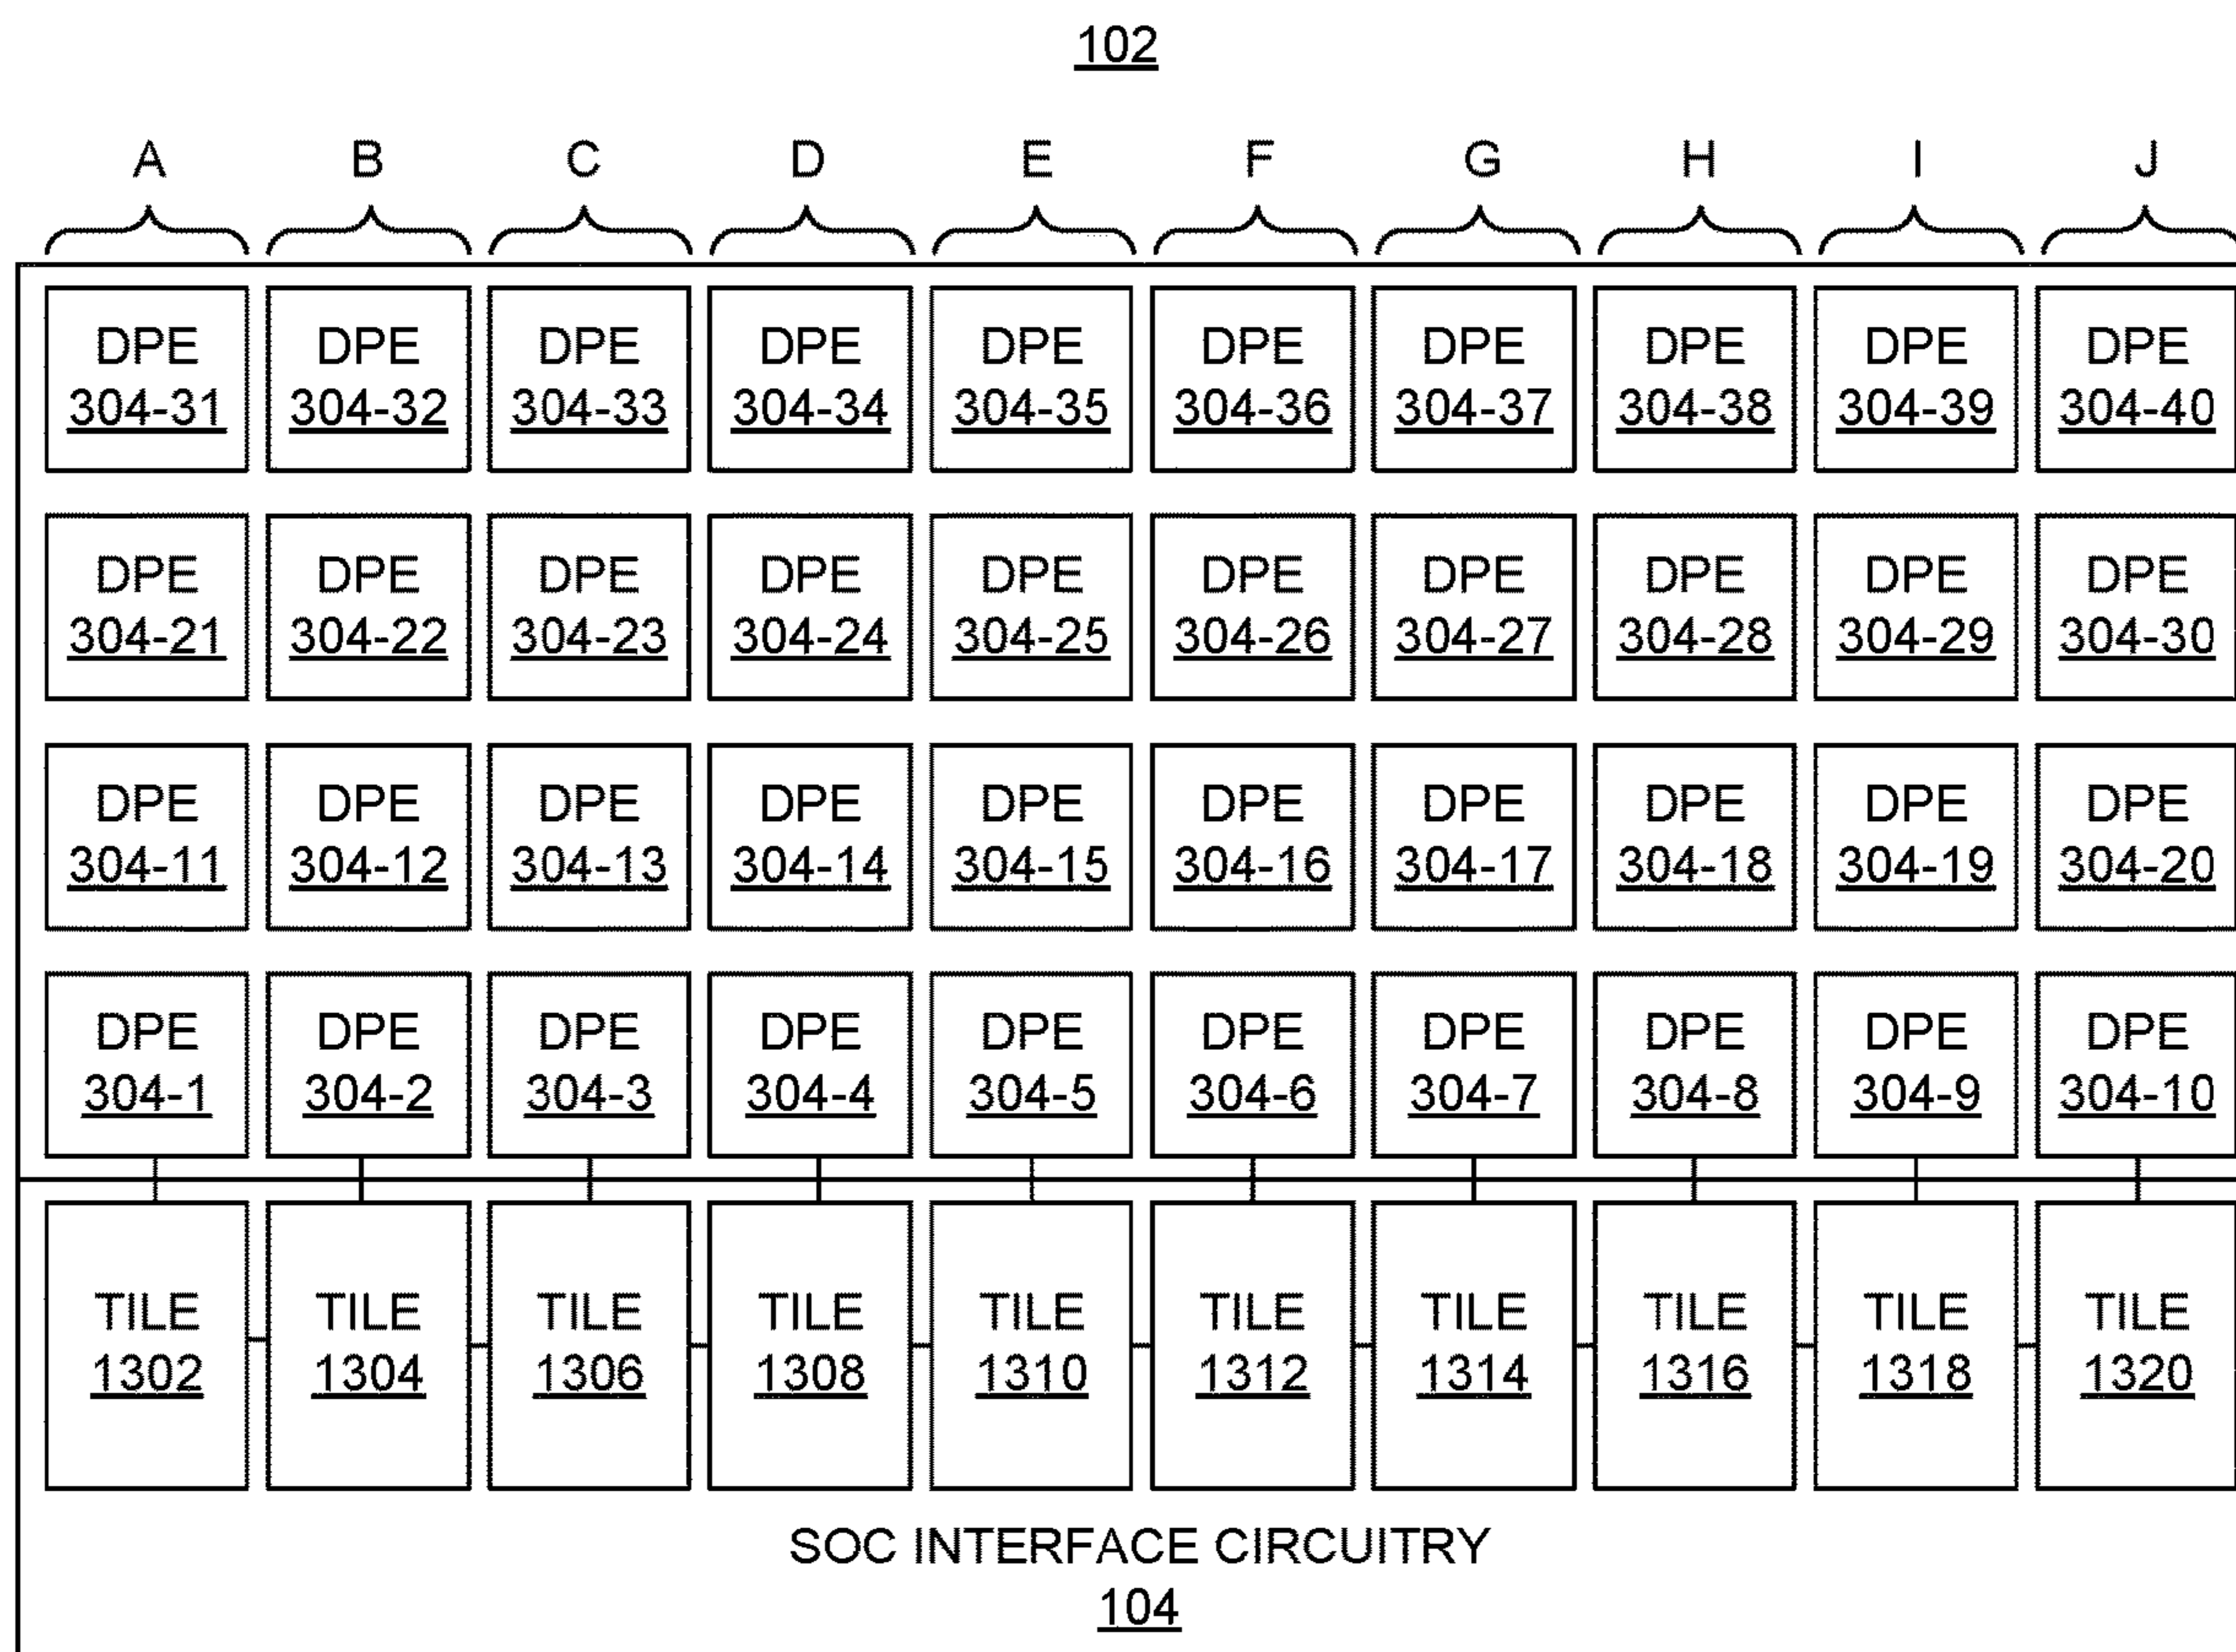 102
A B C D E F G H I J
DPE DPE DPE DPE DPE DPE DPE DPE DPE DPE
304-31 304-32 304-33 304-34 304-35 304-36 304-37 304-38 304-39 304-40
DPE DPE DPE DPE DPE DPE DPE DPE DPE DPE
304-21 304-22 304-23 304-24 304-25 304-26 304-27 304-28 304-29 304-30
DPE DPE DPE DPE DPE DPE DPE DPE DPE DPE
304-11 304-12 304-13 304-14 304-15 304-16 304-17 304-18 304-19 304-20
DPE DPE DPE DPE DPE DPE DPE DPE DPE DPE
304-1 304-2 304-3 304-4 304-5 304-6 304-7 304-8 304-9 304-10
TILE TILE TILE TILE TILE TILE TILE TILE TILE TILE
1302 1304 1306 1308 1310 1312 1314 1316 1318 1320
SOC INTERFACE CIRCUITRY
104